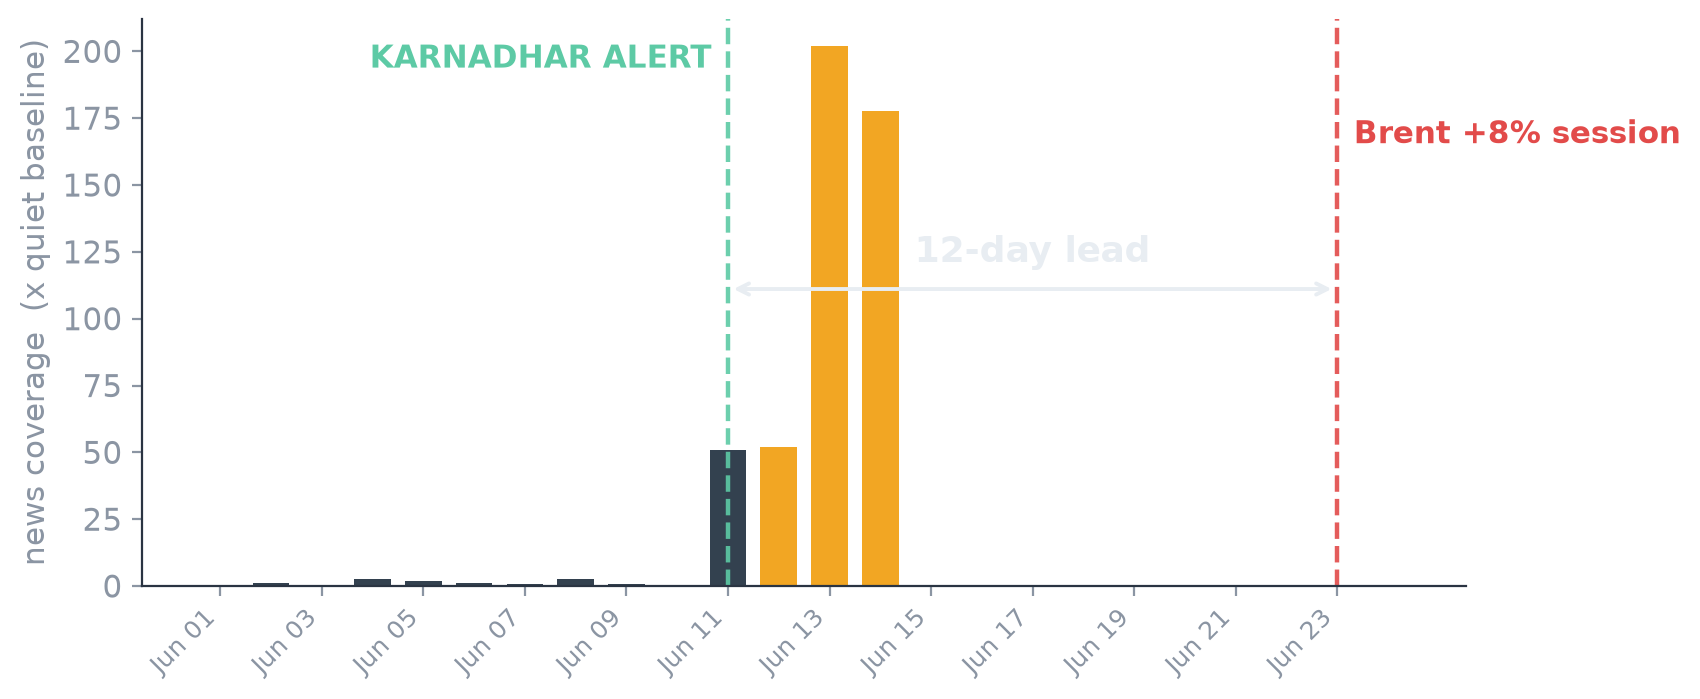 KARNADHAR ALERT
Brent +8% session
12-day lead
news coverage (x quiet baseline)
200
175
150
125
100
75
50
25
0
Jun 01
Jun 03
Jun 05
Jun 07
Jun 09
Jun 11
Jun 13
Jun 15
Jun 17
Jun 19
Jun 21
Jun 23